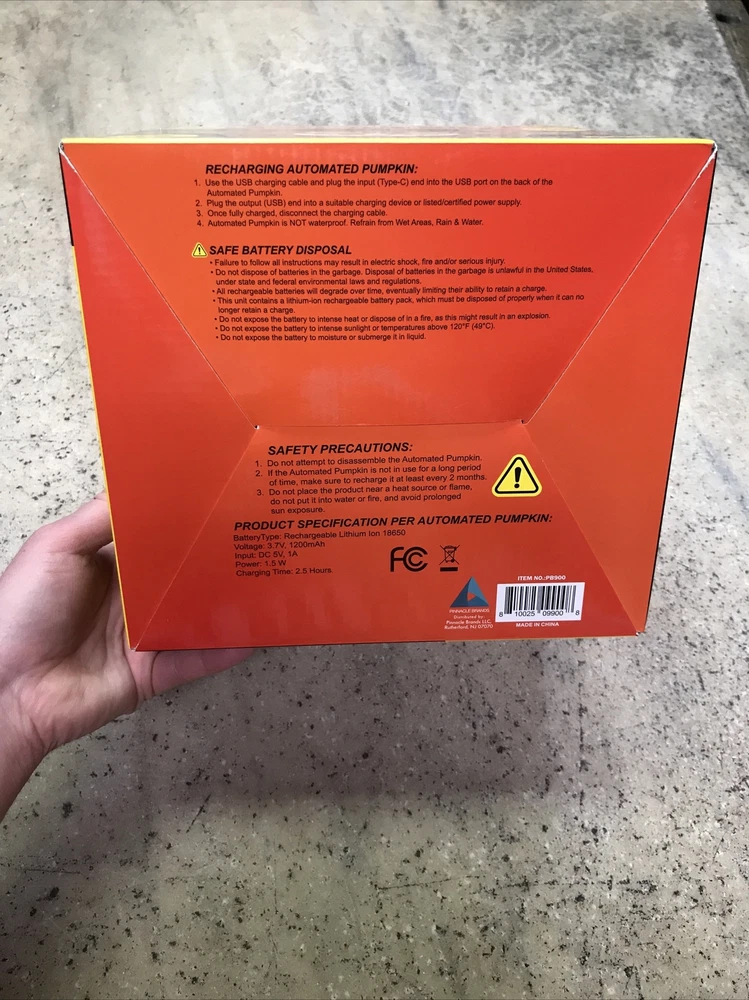 RECHARGING AUTOMATED PUMPKIN:
1. Use the USB charging cable and plug the input (Type-C) end into the USB port on the back of the
Automated Pumpkin.
2. Plug the output (USB) end into a suitable charging device or listed/certified power supply.
3. Once fully charged, disconnect the charging cable.
4. Automated Pumpkin is NOT waterproof. Refrain from Wet Areas, Rain & Water.
SAFE BATTERY DISPOSAL
• Failure to follow all instructions may result in electric shock, fire and/or serious injury.
• Do not dispose of batteries in the garbage. Disposal of batteries in the garbage is unlawful in the United States,
under state and federal environmental laws and regulations.
• All rechargeable batteries will degrade over time, eventually limiting their ability to retain a charge.
• This unit contains a lithium-ion rechargeable battery pack, which must be disposed of properly when it can no
longer retain a charge.
• Do not expose the battery to intense heat or dispose of in a fire, as this might result in an explosion.
• Do not expose the battery to intense sunlight or temperatures above 120°F (49°C).
• Do not expose the battery to moisture or submerge it in liquid.
SAFETY PRECAUTIONS:
1. Do not attempt to disassemble the Automated Pumpkin.
2. If the Automated Pumpkin is not in use for a long period
of time, make sure to recharge it at least every 2 months.
3. Do not place the product near a heat source or flame,
do not put it into water or fire, and avoid prolonged
sun exposure.
PRODUCT SPECIFICATION PER AUTOMATED PUMPKIN:
BatteryType: Rechargeable Lithium Ion 18650
Voltage: 3.7V, 1200mAh
Input: DC 5V, 1A
Power: 1.5 W
Charging Time: 2.5 Hours
FC
PINNACLE BRANDS
Distributed by:
Pinnacle Brands LLC,
Rutherford, NJ 07070
ITEM NO.:PB900
8 10025 09900 8
MADE IN CHINA